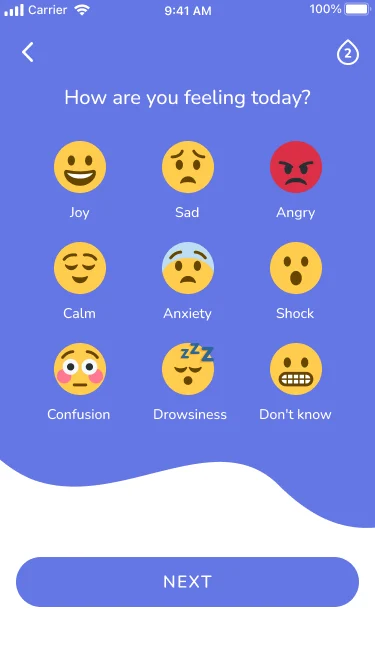 Carrier 9:41 AM 100%
2
How are you feeling today?
Joy Sad Angry
Calm Anxiety Shock
zzZ
Confusion Drowsiness Don't know
NEXT